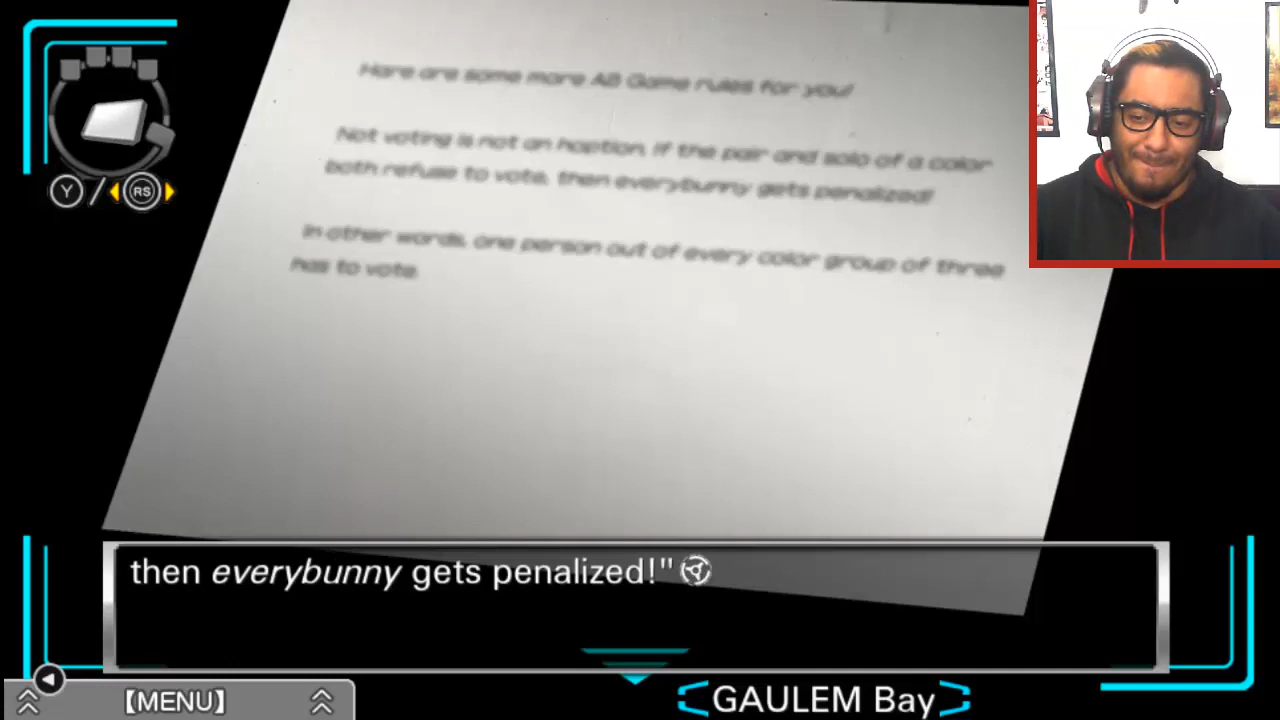 Hare are some more AB Game rules for you!
Not voting is not an hoption. If the pair and solo of a color
both refuse to vote, then everybunny gets penalized!
In other words, one person out of every color group of three
has to vote.
Y / RS
then everybunny gets penalized!"
【MENU】
GAULEM Bay